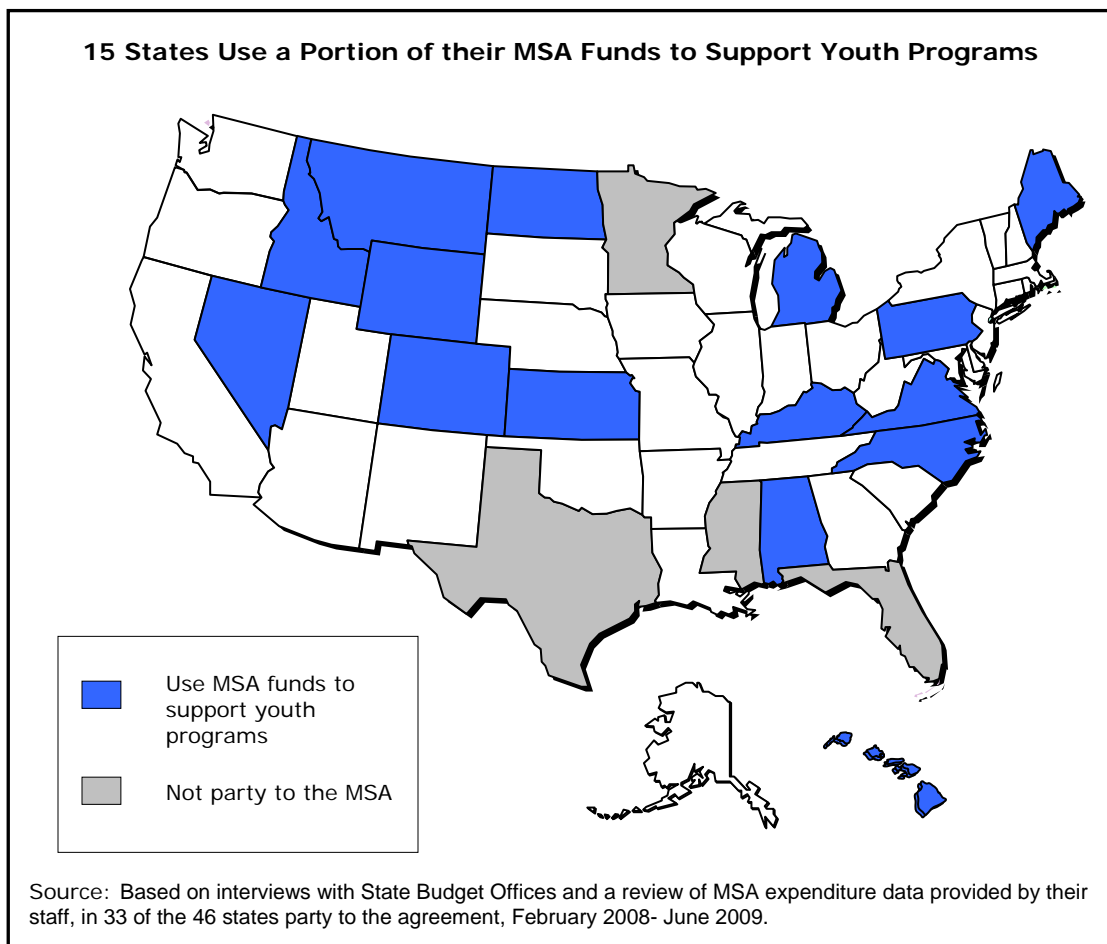 15 States Use a Portion of their MSA Funds to Support Youth Programs
Use MSA funds to
support youth
programs
Not party to the MSA
Source: Based on interviews with State Budget Offices and a review of MSA expenditure data provided by their
staff, in 33 of the 46 states party to the agreement, February 2008- June 2009.